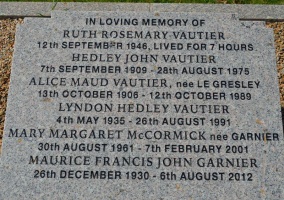 IN LOVING MEMORY OF
RUTH ROSEMARY VAUTIER
12th SEPTEMBER 1946, LIVED FOR 7 HOURS
HEDLEY JOHN VAUTIER
7th SEPTEMBER 1909 - 28th AUGUST 1975
ALICE MAUD VAUTIER, née LE GRESLEY
13th OCTOBER 1906 - 12th OCTOBER 1989
LYNDON HEDLEY VAUTIER
4th MAY 1935 - 26th AUGUST 1991
MARY MARGARET McCORMICK nee GARNIER
30th AUGUST 1961 - 7th FEBRUARY 2001
MAURICE FRANCIS JOHN GARNIER
26th DECEMBER 1930 - 6th AUGUST 2012